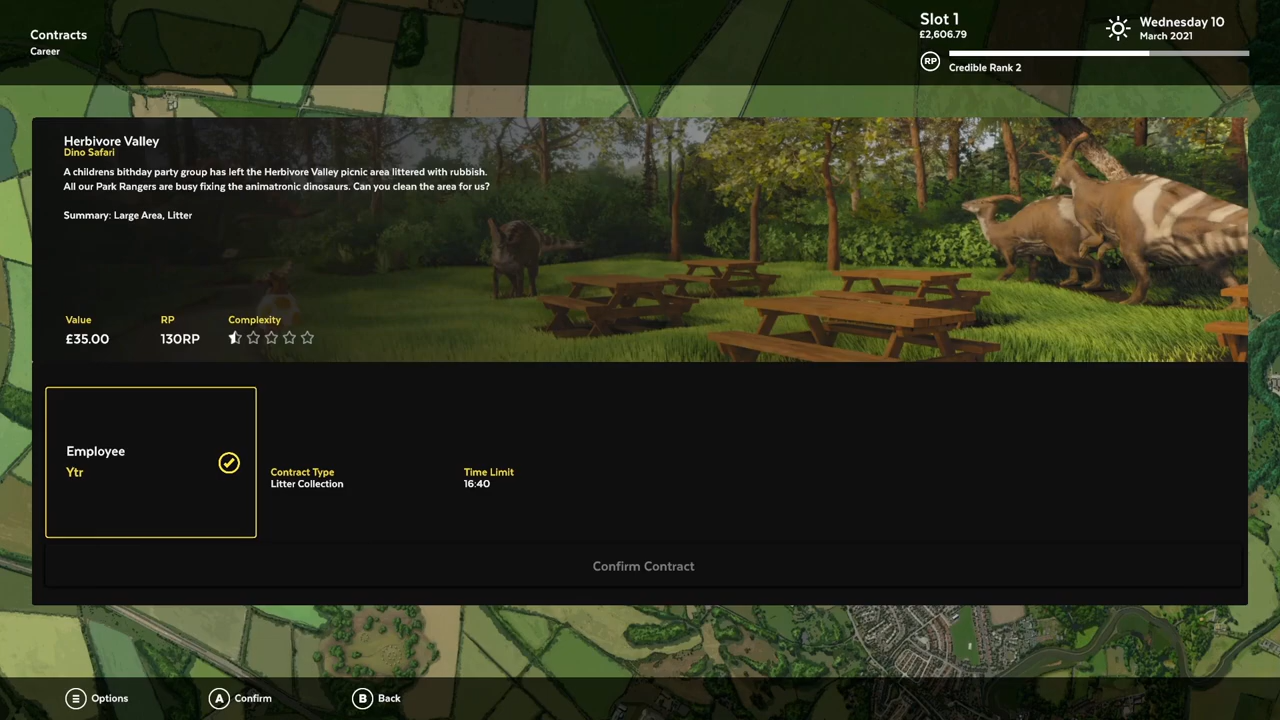 Contracts
Career
Slot 1
£2,606.79
Wednesday 10
March 2021
RP
Credible Rank 2
Herbivore Valley
Dino Safari
A childrens bithday party group has left the Herbivore Valley picnic area littered with rubbish.
All our Park Rangers are busy fixing the animatronic dinosaurs. Can you clean the area for us?
Summary: Large Area, Litter
Value
RP
Complexity
£35.00
130RP
Employee
Ytr
Contract Type
Litter Collection
Time Limit
16:40
Confirm Contract
Options
A Confirm
B Back